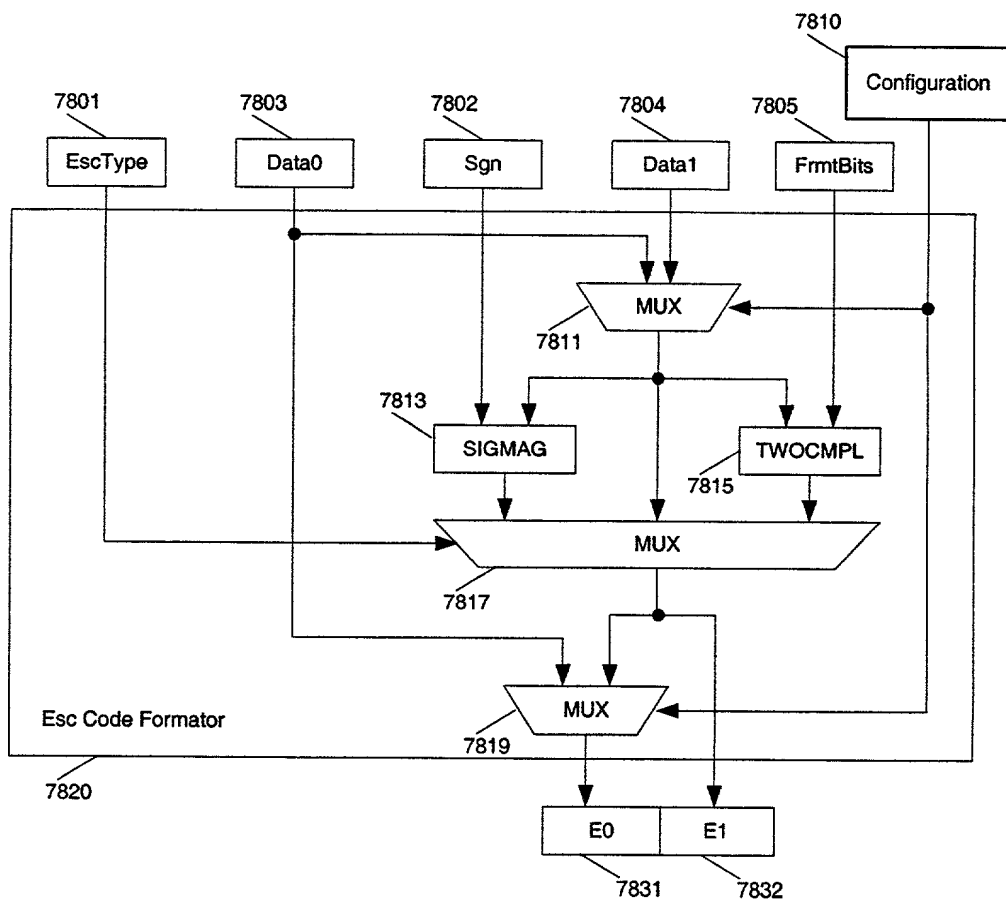 7810
Configuration
7801
7803
7802
7804
7805
EscType
Data0
Sgn
Data1
FrmtBits
MUX
7811
7813
SIGMAG
TWOCMPL
7815
MUX
7817
MUX
Esc Code Formator
7819
7820
E0
E1
7831
7832